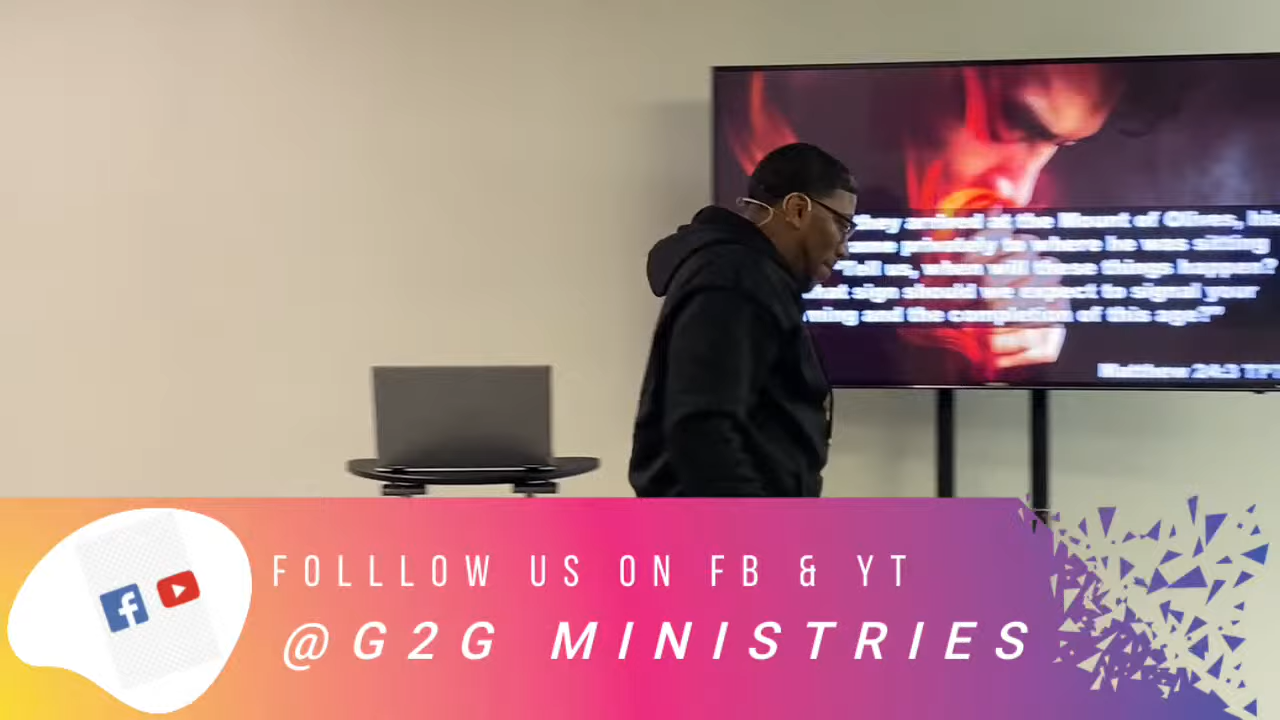 they arrived at the Mount of Olives, his
came privately to where he was sitting
"Tell us, when will these things happen?
what sign should we expect to signal your
coming and the completion of this age?"
Matthew 24:3 TPT
FOLLLOW US ON FB & YT
@G2G MINISTRIES